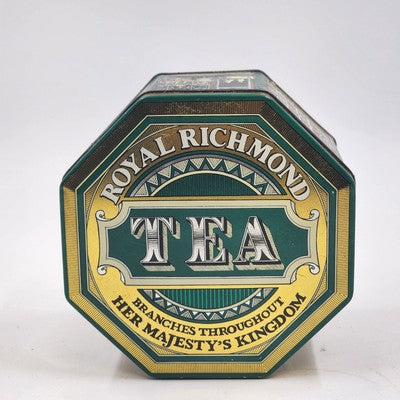 ROYAL RICHMOND
TEA
BRANCHES THROUGHOUT
HER MAJESTY'S KINGDOM